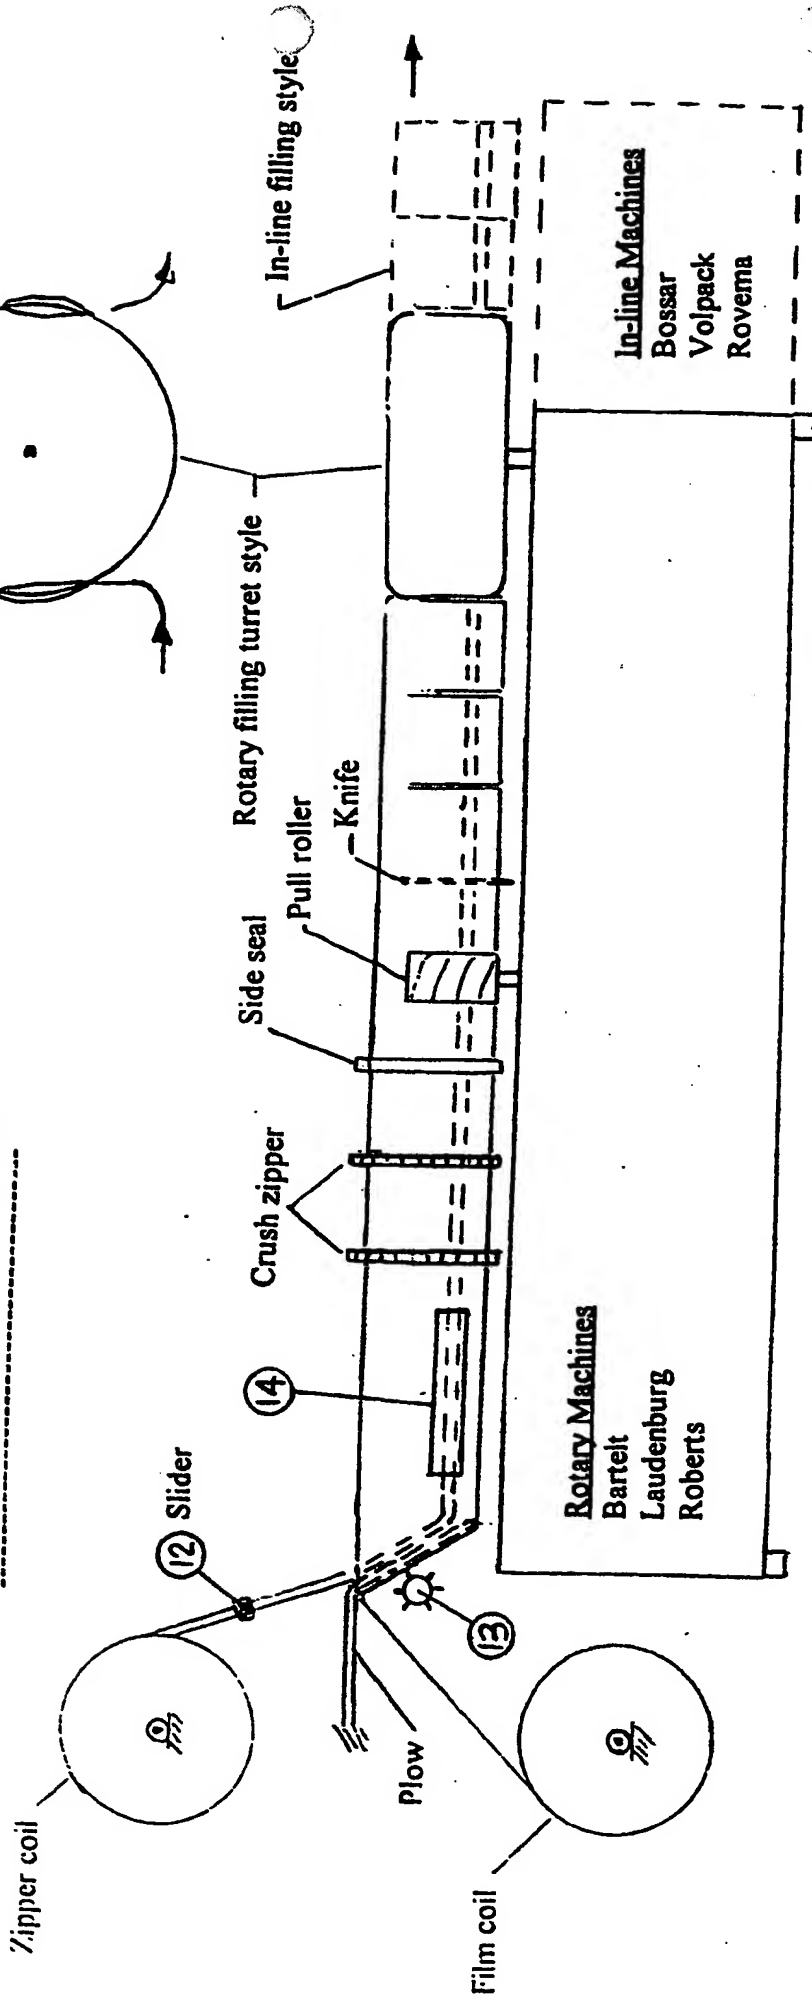 Zipper coil
12 Slider
14
Crush zipper
Side seal
Pull roller
Knife
Rotary filling turret style
In-line filling style
Plow
13
Film coil
Rotary Machines
Bartelt
Laudenburg
Roberts
In-line Machines
Bossar
Volpack
Rovema